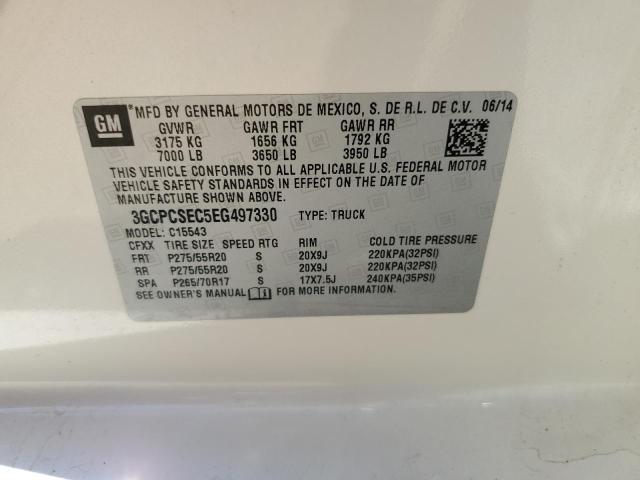 GM
® MFD BY GENERAL MOTORS DE MEXICO, S. DE R.L. DE C.V. 06/14
GVWR GAWR FRT GAWR RR
3175 KG 1656 KG 1792 KG
7000 LB 3650 LB 3950 LB
THIS VEHICLE CONFORMS TO ALL APPLICABLE U.S. FEDERAL MOTOR
VEHICLE SAFETY STANDARDS IN EFFECT ON THE DATE OF
MANUFACTURE SHOWN ABOVE.
3GCPCSEC5EG497330 TYPE: TRUCK
MODEL: C15543
CFXX TIRE SIZE SPEED RTG RIM COLD TIRE PRESSURE
FRT P275/55R20 S 20X9J 220KPA(32PSI)
RR P275/55R20 S 20X9J 220KPA(32PSI)
SPA P265/70R17 S 17X7.5J 240KPA(35PSI)
SEE OWNER'S MANUAL FOR MORE INFORMATION.